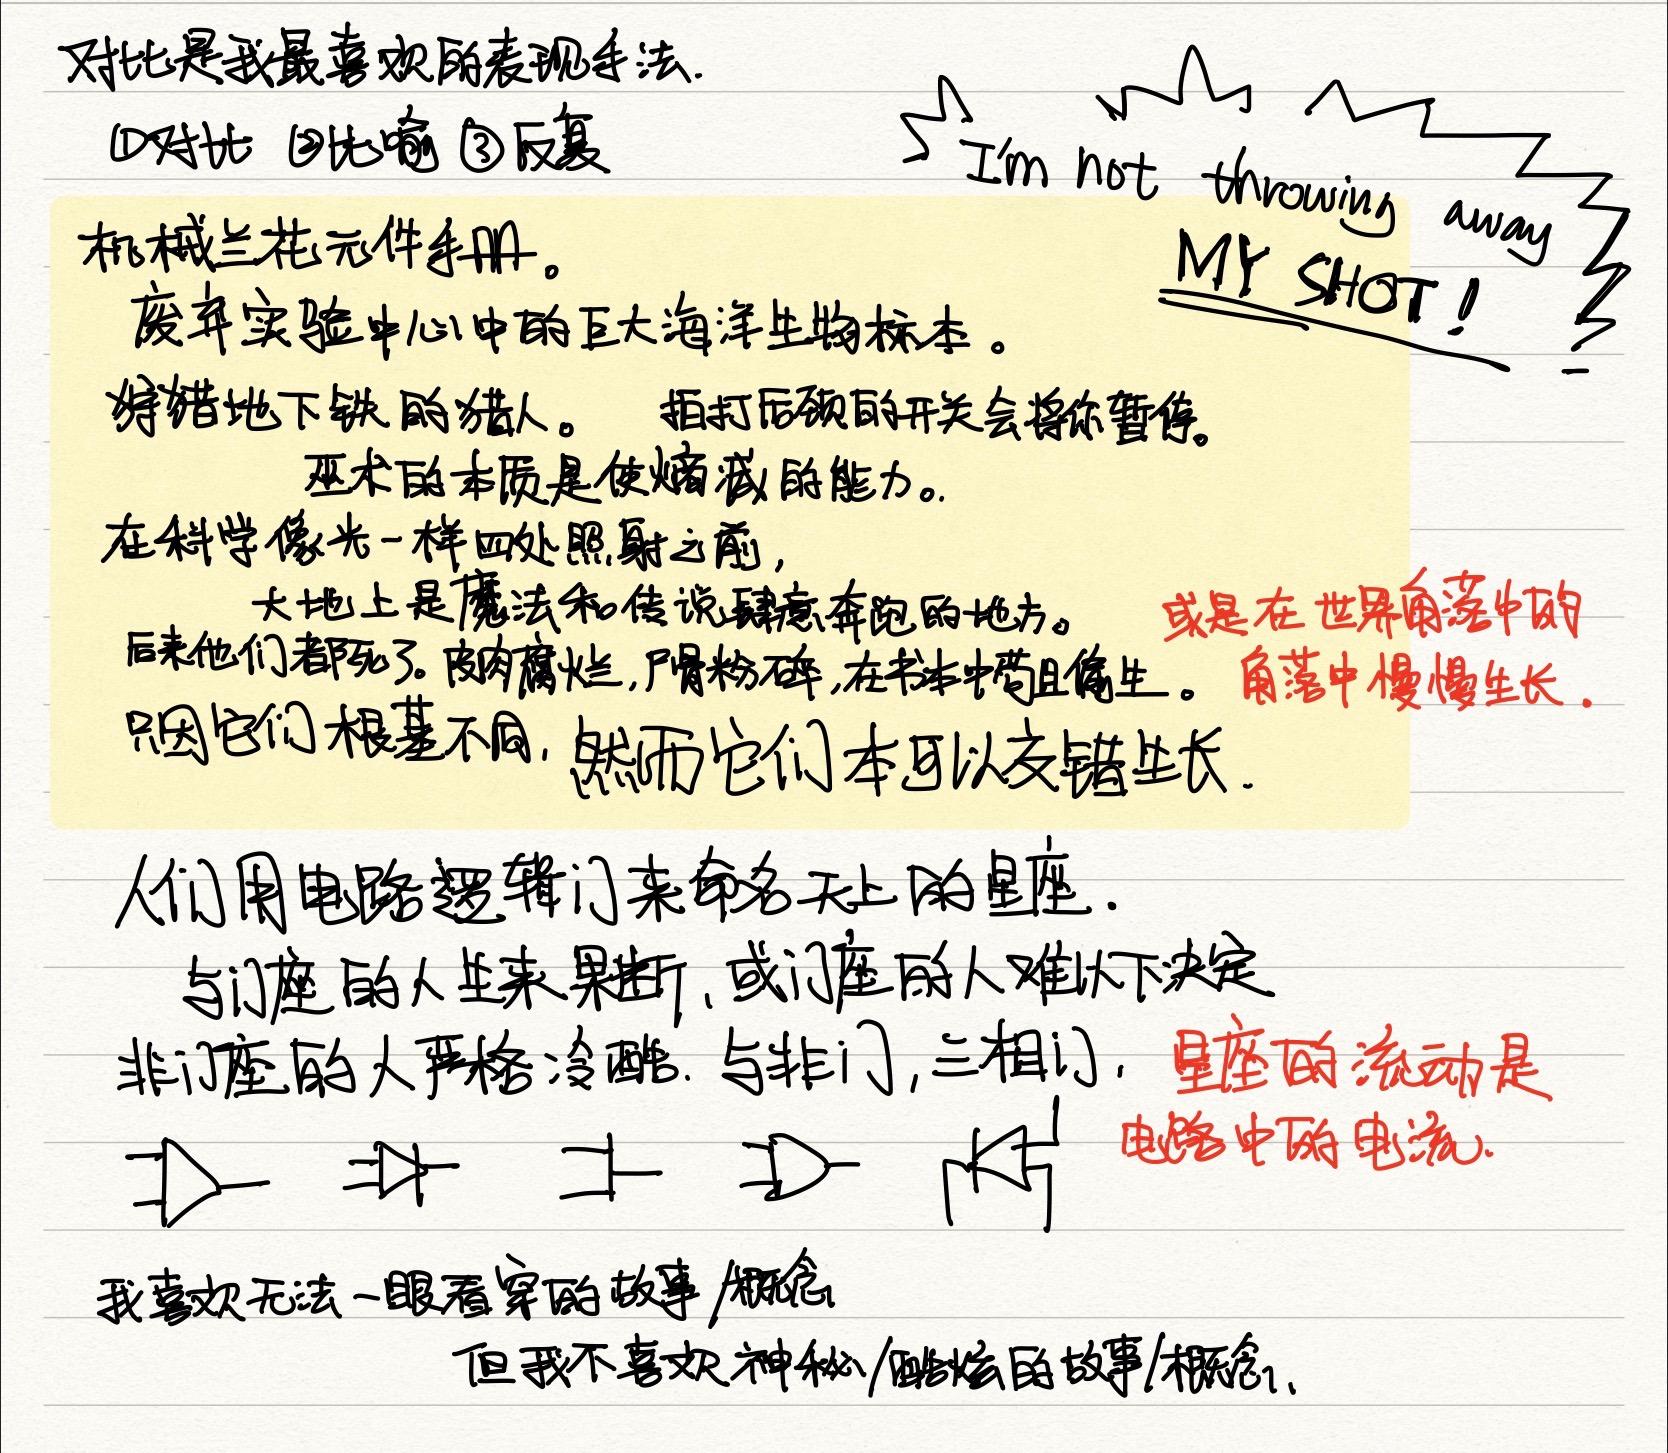 对比是我最喜欢的表现手法.
①对比 ②比喻 ③反复
I'm not throwing away
MY SHOT!
机械兰花元件手册。
废弃实验中心中的巨大海洋生物标本。
狩猎地下铁的猎人。 拍打后颈的开关会将你暂停。
巫术的本质是使熵减的能力。
在科学像光一样四处照射之前，
大地上是魔法和传说肆意奔跑的地方。
后来他们都死了。皮肉腐烂，尸骨粉碎，在书本中苟且偷生。
或是在世界角落中的
角落中慢慢生长.
只因它们根基不同，然而它们本可以交错生长.
人们用电路逻辑门来命名天上的星座.
与门座的人生来果断，或门座的人难以下决定
非门座的人严格冷酷. 与非门，三相门，
星座的流动是
电路中的电流.
我喜欢无法一眼看穿的故事/概念
但我不喜欢神秘/酷炫的故事/概念、